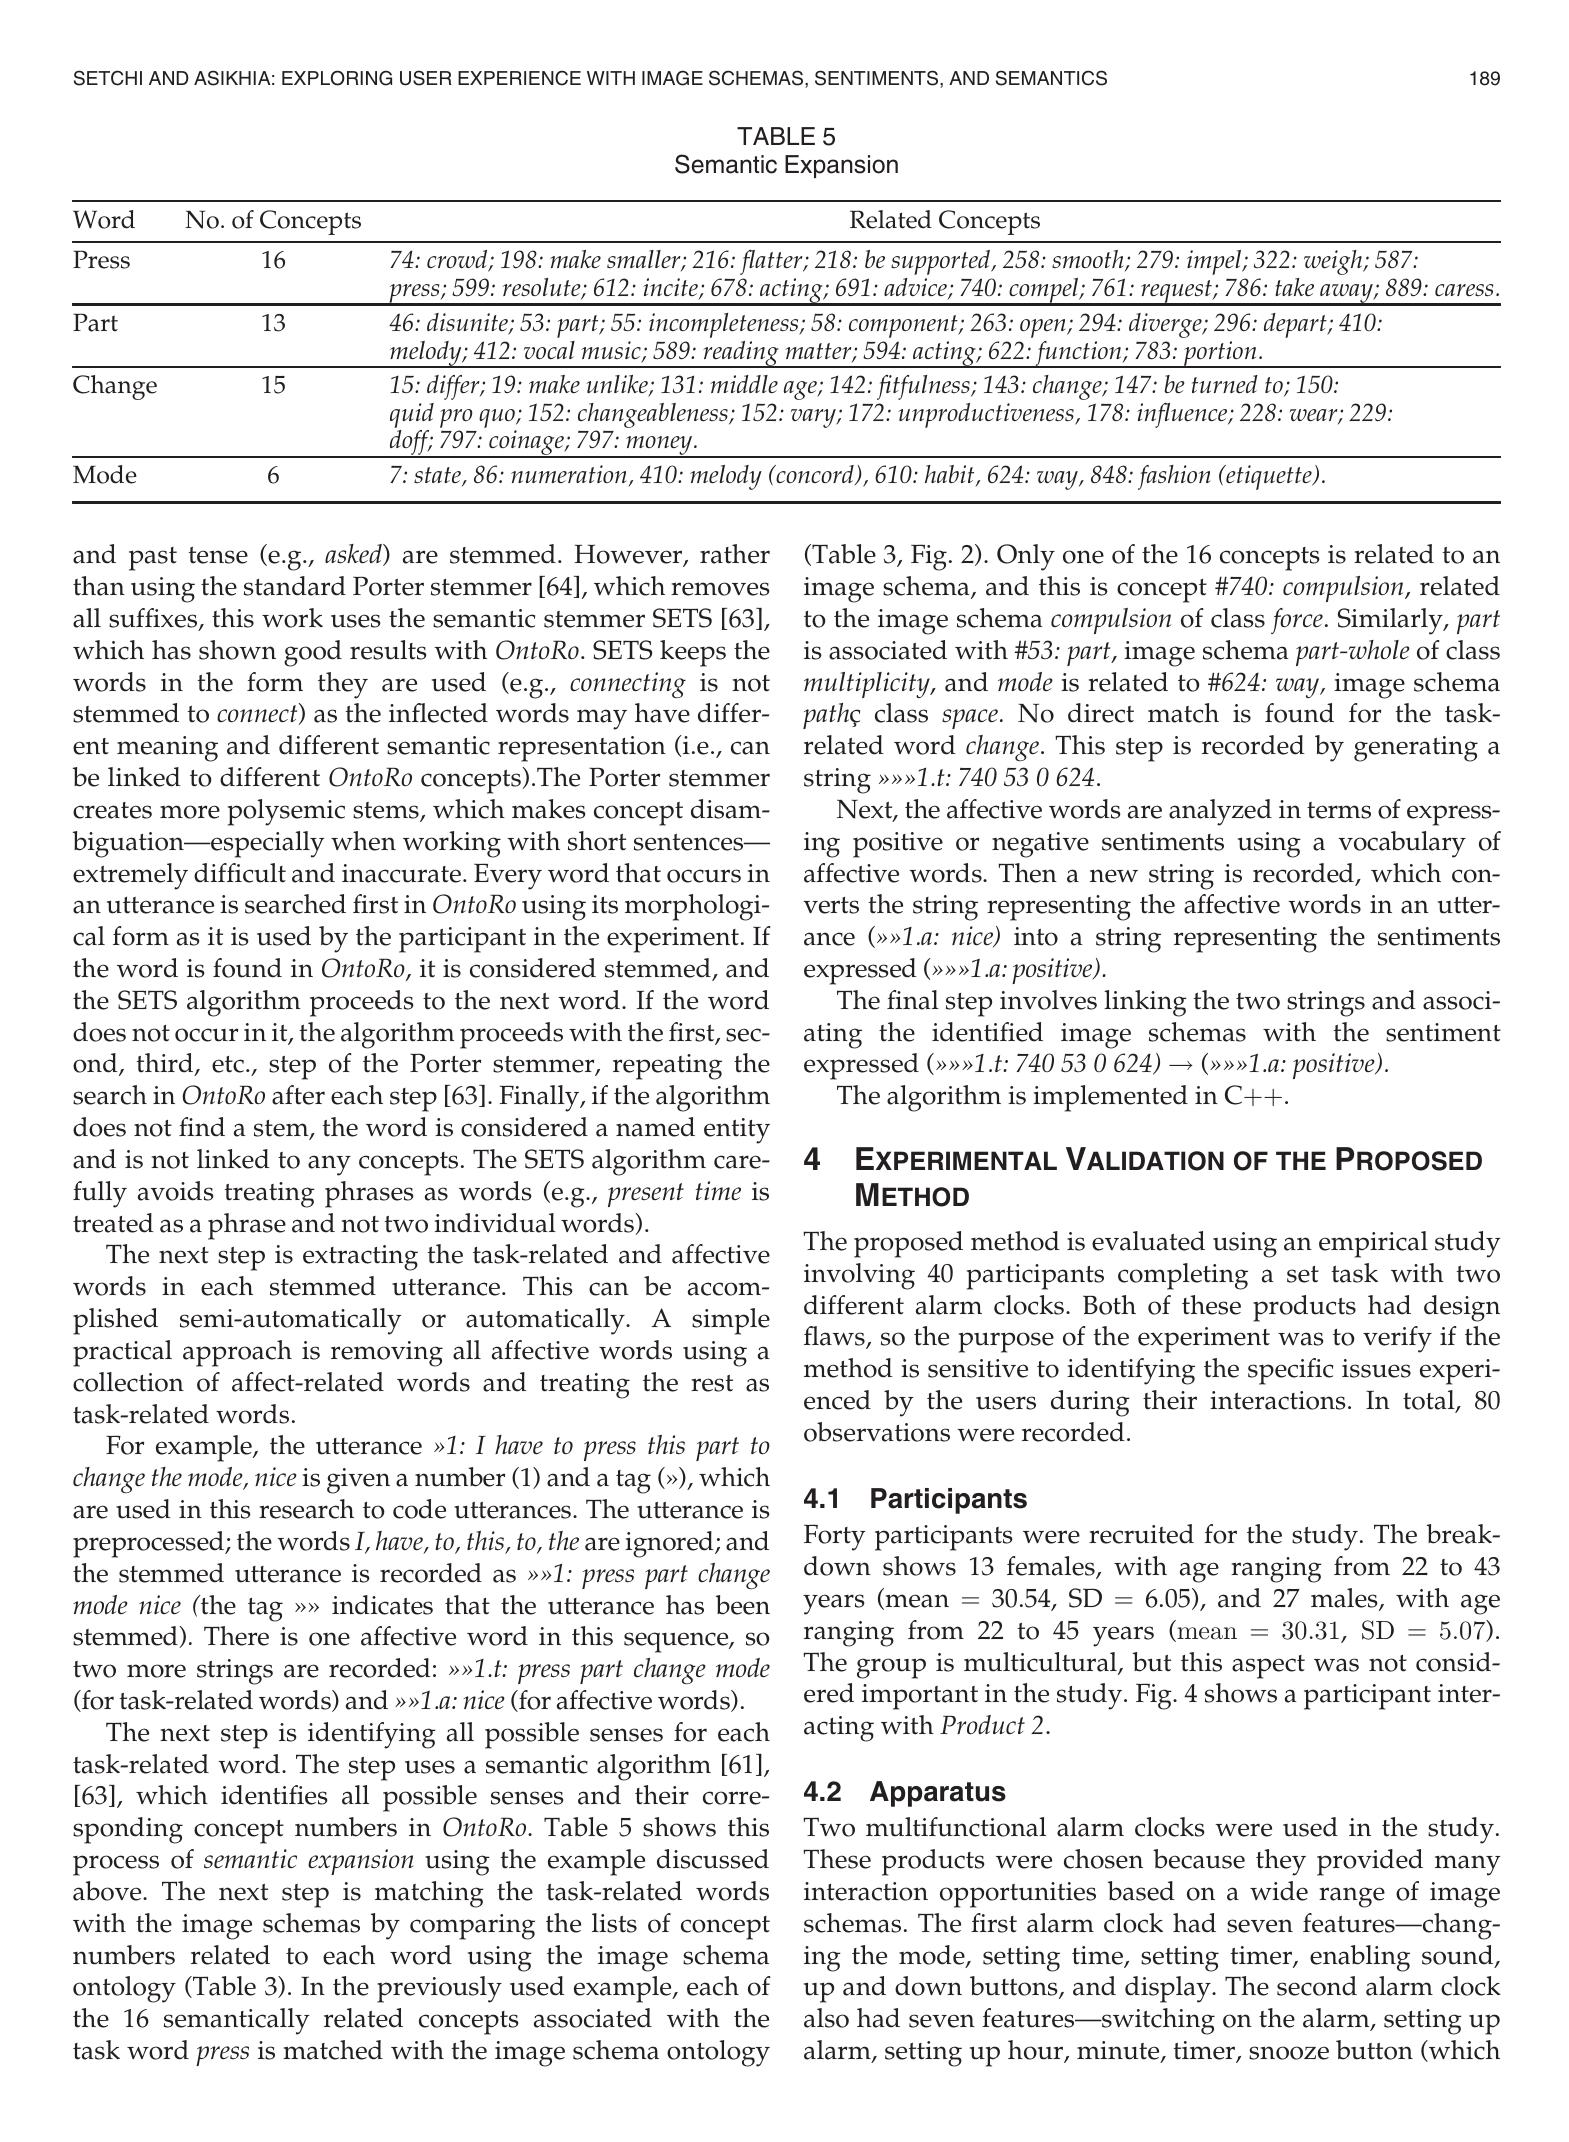 SETCHI AND ASIKHIA: EXPLORING USER EXPERIENCE WITH IMAGE SCHEMAS, SENTIMENTS, AND SEMANTICS 189
TABLE 5
Semantic Expansion
Word No. of Concepts Related Concepts
Press 16 74: crowd; 198: make smaller; 216: flatter; 218: be supported, 258: smooth; 279: impel; 322: weigh; 587:
press; 599: resolute; 612: incite; 678: acting; 691: advice; 740: compel; 761: request; 786: take away; 889: caress.
Part 13 46: disunite; 53: part; 55: incompleteness; 58: component; 263: open; 294: diverge; 296: depart; 410:
melody; 412: vocal music; 589: reading matter; 594: acting; 622: function; 783: portion.
Change 15 15: differ; 19: make unlike; 131: middle age; 142: fitfulness; 143: change; 147: be turned to; 150:
quid pro quo; 152: changeableness; 152: vary; 172: unproductiveness, 178: influence; 228: wear; 229:
doff; 797: coinage; 797: money.
Mode 6 7: state, 86: numeration, 410: melody (concord), 610: habit, 624: way, 848: fashion (etiquette).
and past tense (e.g., asked) are stemmed. However, rather
than using the standard Porter stemmer [64], which removes
all suffixes, this work uses the semantic stemmer SETS [63],
which has shown good results with OntoRo. SETS keeps the
words in the form they are used (e.g., connecting is not
stemmed to connect) as the inflected words may have differ-
ent meaning and different semantic representation (i.e., can
be linked to different OntoRo concepts).The Porter stemmer
creates more polysemic stems, which makes concept disam-
biguation—especially when working with short sentences—
extremely difficult and inaccurate. Every word that occurs in
an utterance is searched first in OntoRo using its morphologi-
cal form as it is used by the participant in the experiment. If
the word is found in OntoRo, it is considered stemmed, and
the SETS algorithm proceeds to the next word. If the word
does not occur in it, the algorithm proceeds with the first, sec-
ond, third, etc., step of the Porter stemmer, repeating the
search in OntoRo after each step [63]. Finally, if the algorithm
does not find a stem, the word is considered a named entity
and is not linked to any concepts. The SETS algorithm care-
fully avoids treating phrases as words (e.g., present time is
treated as a phrase and not two individual words).
The next step is extracting the task-related and affective
words in each stemmed utterance. This can be accom-
plished semi-automatically or automatically. A simple
practical approach is removing all affective words using a
collection of affect-related words and treating the rest as
task-related words.
For example, the utterance »1: I have to press this part to
change the mode, nice is given a number (1) and a tag (»), which
are used in this research to code utterances. The utterance is
preprocessed; the words I, have, to, this, to, the are ignored; and
the stemmed utterance is recorded as »»1: press part change
mode nice (the tag »» indicates that the utterance has been
stemmed). There is one affective word in this sequence, so
two more strings are recorded: »»1.t: press part change mode
(for task-related words) and »»1.a: nice (for affective words).
The next step is identifying all possible senses for each
task-related word. The step uses a semantic algorithm [61],
[63], which identifies all possible senses and their corre-
sponding concept numbers in OntoRo. Table 5 shows this
process of semantic expansion using the example discussed
above. The next step is matching the task-related words
with the image schemas by comparing the lists of concept
numbers related to each word using the image schema
ontology (Table 3). In the previously used example, each of
the 16 semantically related concepts associated with the
task word press is matched with the image schema ontology
(Table 3, Fig. 2). Only one of the 16 concepts is related to an
image schema, and this is concept #740: compulsion, related
to the image schema compulsion of class force. Similarly, part
is associated with #53: part, image schema part-whole of class
multiplicity, and mode is related to #624: way, image schema
pathç class space. No direct match is found for the task-
related word change. This step is recorded by generating a
string »»»1.t: 740 53 0 624.
Next, the affective words are analyzed in terms of express-
ing positive or negative sentiments using a vocabulary of
affective words. Then a new string is recorded, which con-
verts the string representing the affective words in an utter-
ance (»»1.a: nice) into a string representing the sentiments
expressed (»»»1.a: positive).
The final step involves linking the two strings and associ-
ating the identified image schemas with the sentiment
expressed (»»»1.t: 740 53 0 624) → (»»»1.a: positive).
The algorithm is implemented in C++.
4 EXPERIMENTAL VALIDATION OF THE PROPOSED
METHOD
The proposed method is evaluated using an empirical study
involving 40 participants completing a set task with two
different alarm clocks. Both of these products had design
flaws, so the purpose of the experiment was to verify if the
method is sensitive to identifying the specific issues experi-
enced by the users during their interactions. In total, 80
observations were recorded.
4.1 Participants
Forty participants were recruited for the study. The break-
down shows 13 females, with age ranging from 22 to 43
years (mean = 30.54, SD = 6.05), and 27 males, with age
ranging from 22 to 45 years (mean = 30.31, SD = 5.07).
The group is multicultural, but this aspect was not consid-
ered important in the study. Fig. 4 shows a participant inter-
acting with Product 2.
4.2 Apparatus
Two multifunctional alarm clocks were used in the study.
These products were chosen because they provided many
interaction opportunities based on a wide range of image
schemas. The first alarm clock had seven features—chang-
ing the mode, setting time, setting timer, enabling sound,
up and down buttons, and display. The second alarm clock
also had seven features—switching on the alarm, setting up
alarm, setting up hour, minute, timer, snooze button (which